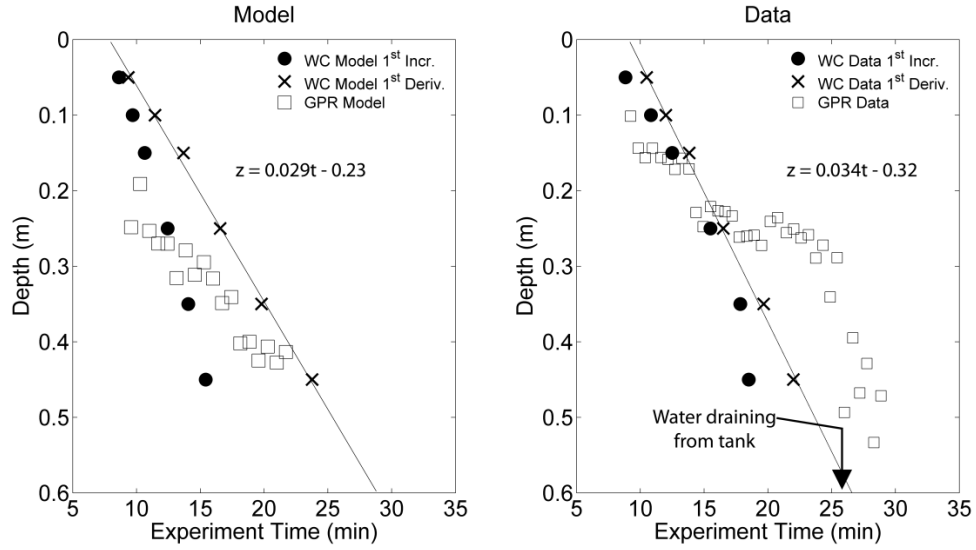 Model
0
0.1
0.2
0.3
0.4
0.5
0.6
Depth (m)
5 10 15 20 25 30 35
Experiment Time (min)
WC Model 1st Incr.
WC Model 1st Deriv.
GPR Model
z = 0.029t - 0.23
Data
0
0.1
0.2
0.3
0.4
0.5
0.6
Depth (m)
5 10 15 20 25 30 35
Experiment Time (min)
WC Data 1st Incr.
WC Data 1st Deriv.
GPR Data
z = 0.034t - 0.32
Water draining
from tank